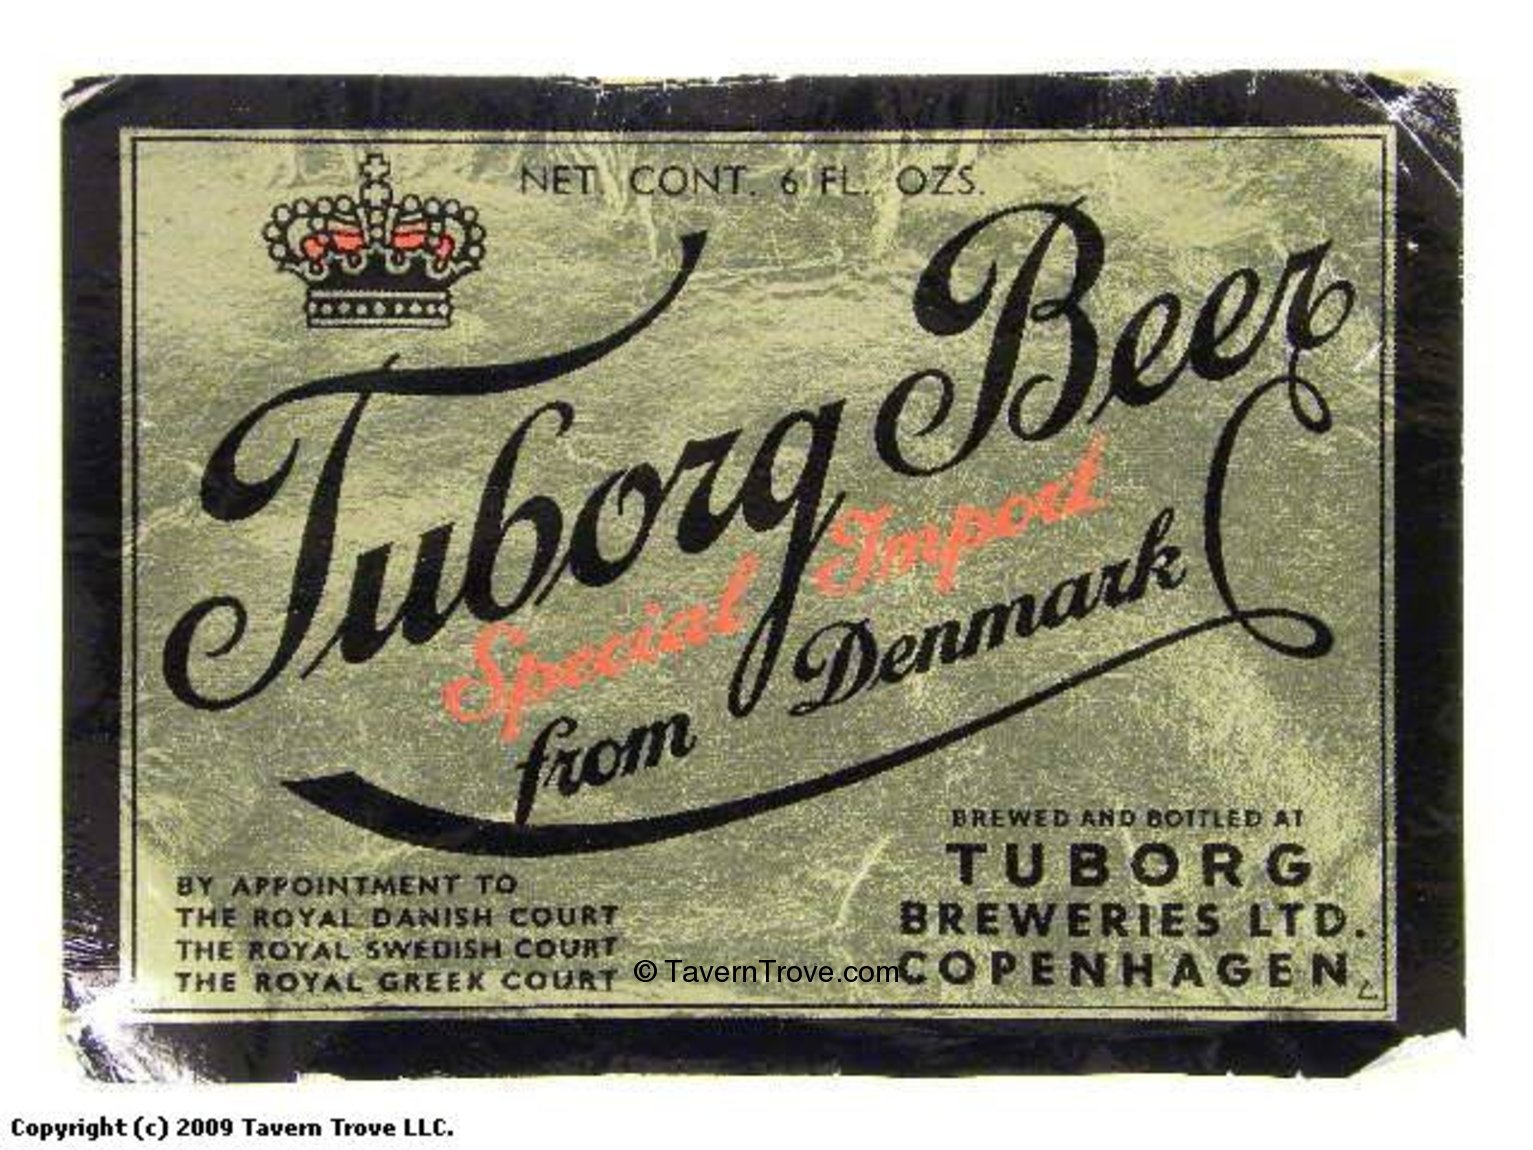 NET. CONT. 6 FL. OZS.
Tuborg Beer
Special Import
from Denmark
BREWED AND BOTTLED AT
TUBORG
BREWERIES LTD.
COPENHAGEN
BY APPOINTMENT TO
THE ROYAL DANISH COURT
THE ROYAL SWEDISH COURT
THE ROYAL GREEK COURT
© TavernTrove.com
Copyright (c) 2009 Tavern Trove LLC.